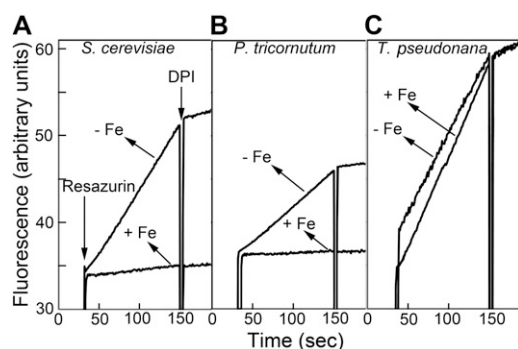 A
S. cerevisiae
DPI
- Fe
Resazurin
+ Fe
B
P. tricornutum
- Fe
+ Fe
C
T. pseudonana
+ Fe
- Fe
Fluorescence (arbitrary units)
60
50
40
30
0 50 100 150
0 50 100 150
0 50 100 150
Time (sec)